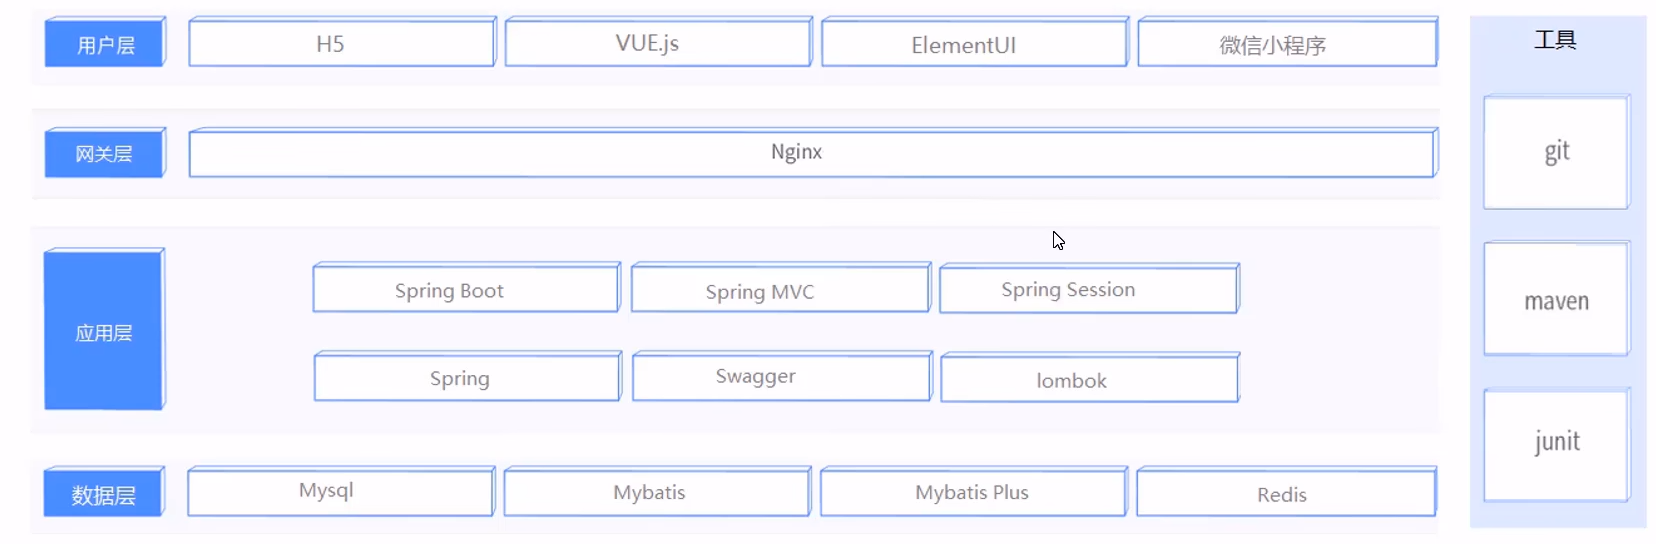 用户层
H5
VUE.js
ElementUI
微信小程序
网关层
Nginx
应用层
Spring Boot
Spring MVC
Spring Session
Spring
Swagger
lombok
数据层
Mysql
Mybatis
Mybatis Plus
Redis
工具
git
maven
junit